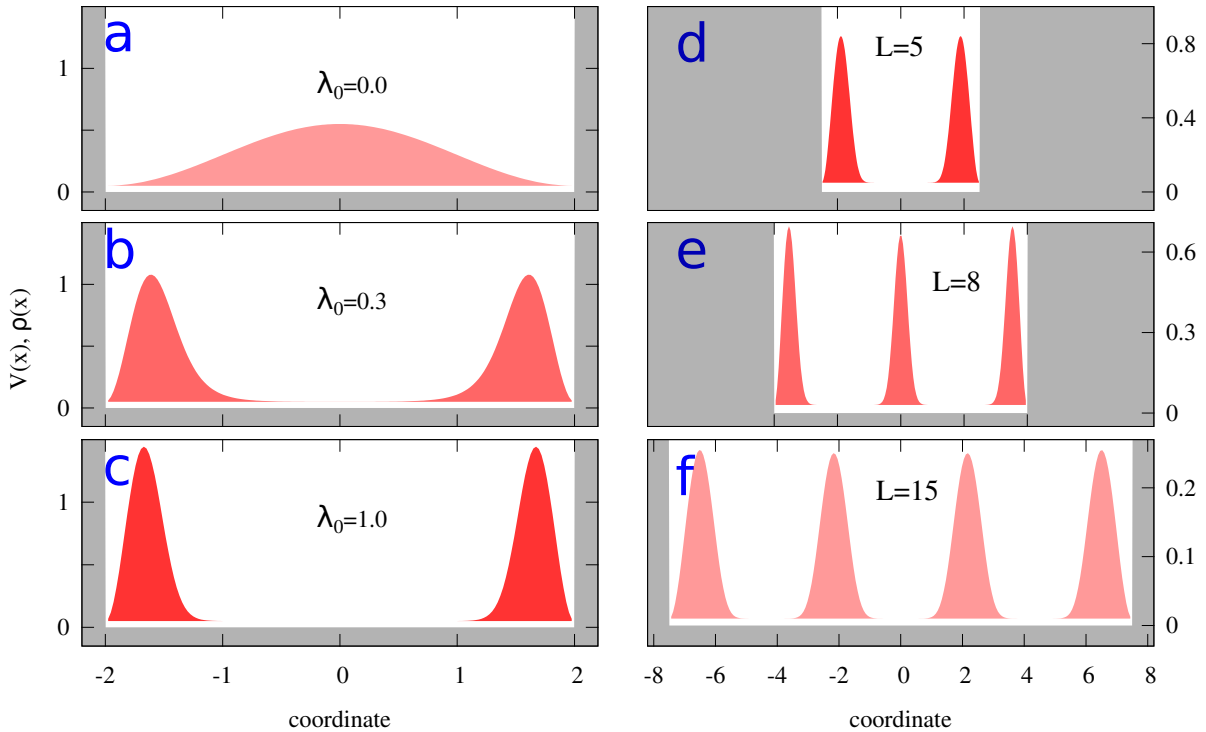 a
λ0=0.0
1
0
b
λ0=0.3
1
0
c
λ0=1.0
1
0
V(x), ρ(x)
-2 -1 0 1 2
coordinate
d
L=5
0.8
0.4
0
e
L=8
0.6
0.3
0
f
L=15
0.2
0.1
0
-8 -6 -4 -2 0 2 4 6 8
coordinate